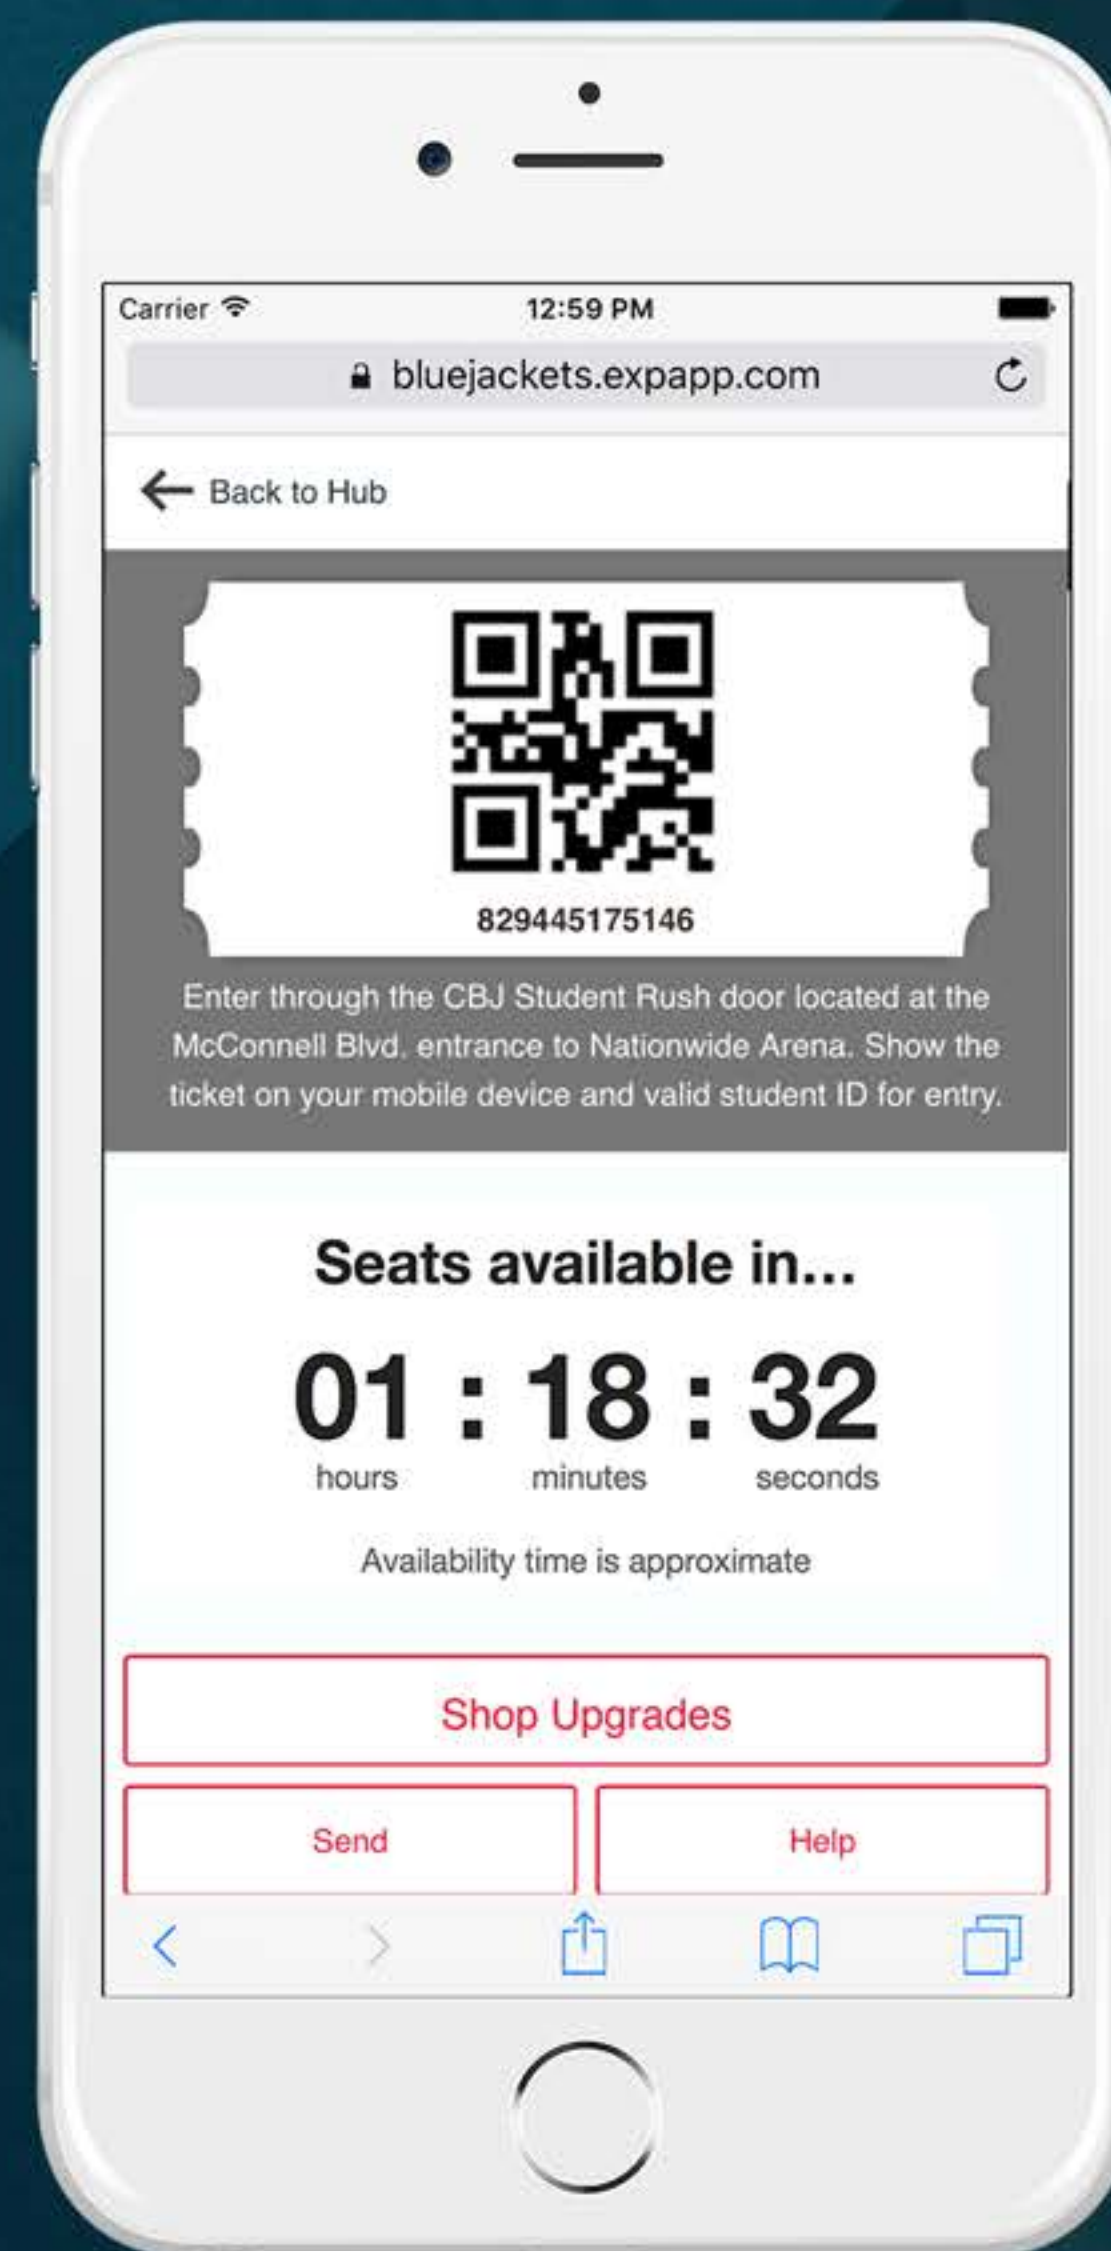 Carrier 12:59 PM
bluejackets.expapp.com
Back to Hub
829445175146
Enter through the CBJ Student Rush door located at the
McConnell Blvd. entrance to Nationwide Arena. Show the
ticket on your mobile device and valid student ID for entry.
Seats available in...
01 : 18 : 32
hours minutes seconds
Availability time is approximate
Shop Upgrades
Send Help